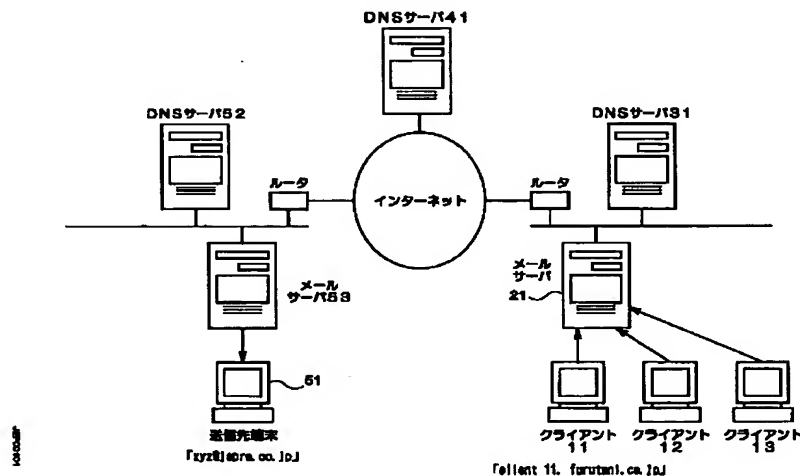 DNSサーバ41
DNSサーバ52
DNSサーバ31
ルータ
インターネット
ルータ
メール
サーバ53
メール
サーバ
21
51
送信先端末
クライアント
11
クライアント
12
クライアント
13